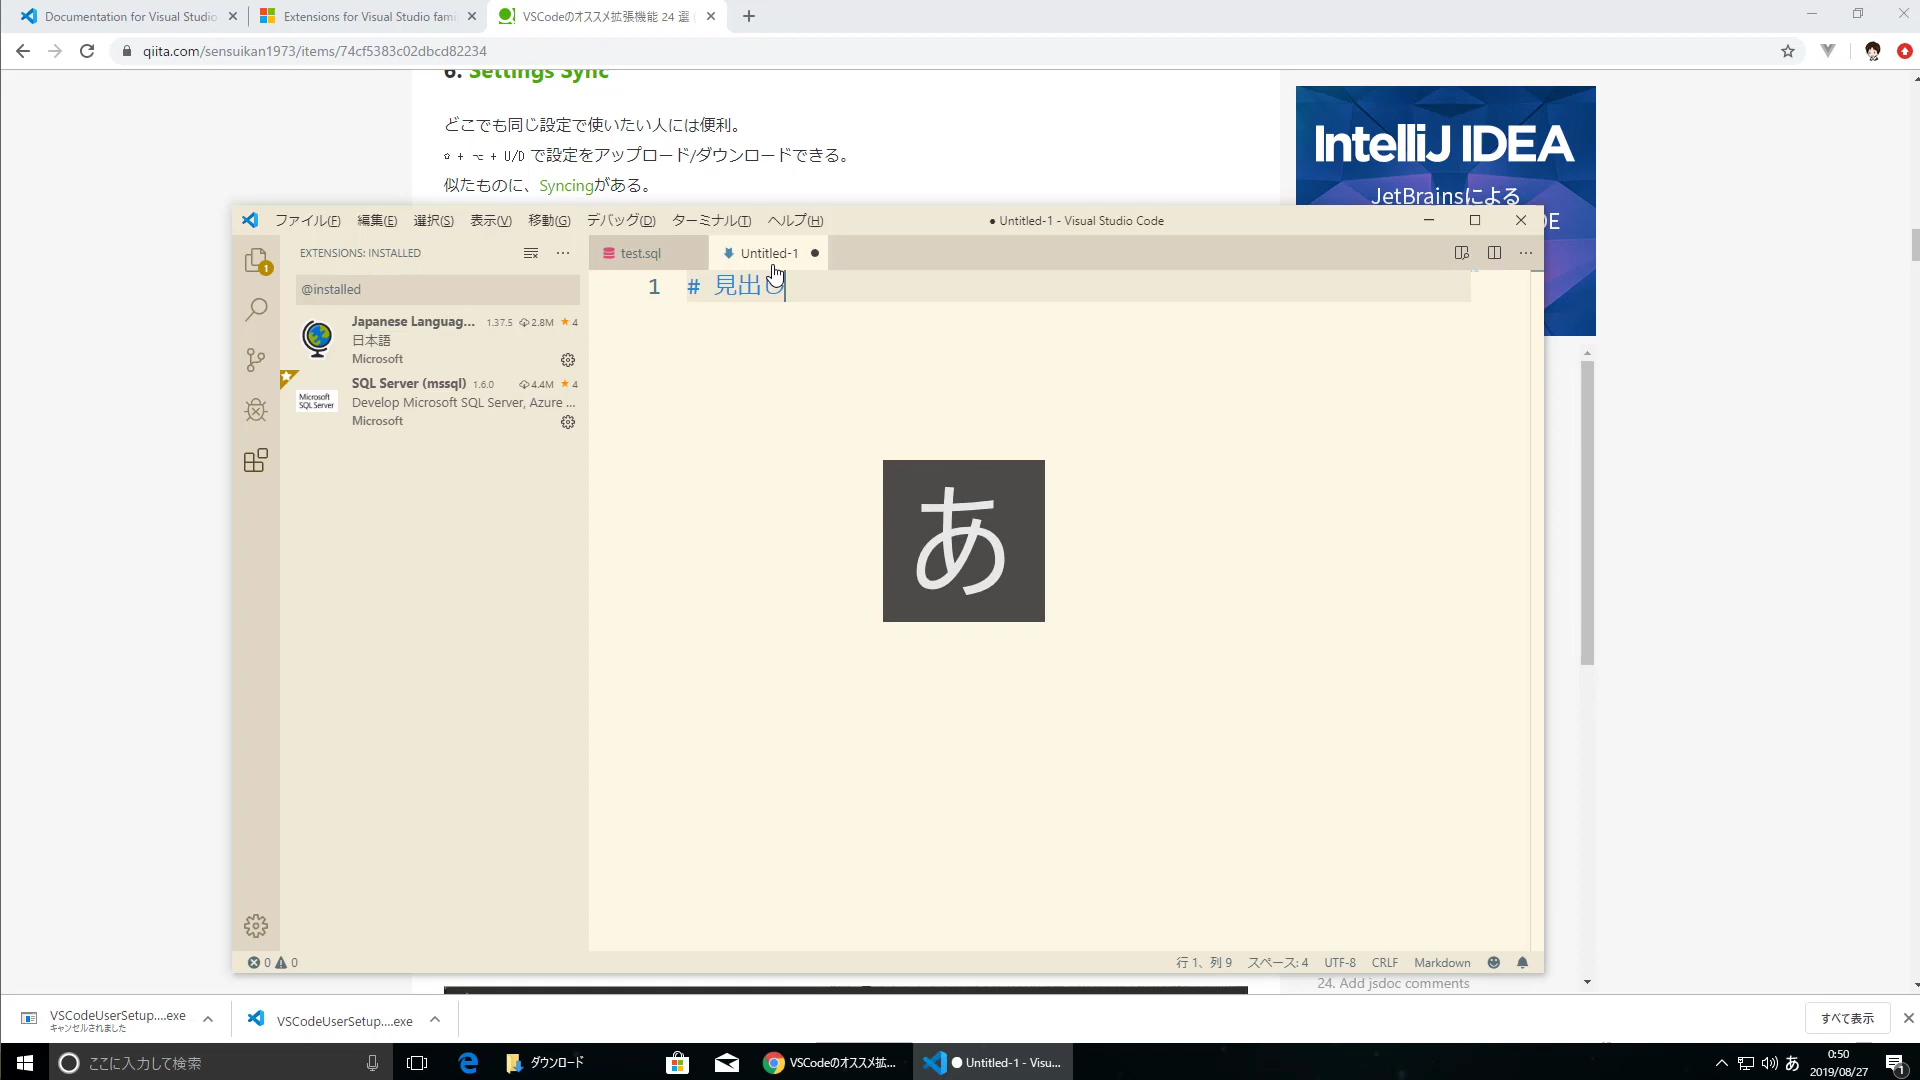 Documentation for Visual Studio
Extensions for Visual Studio fami
VSCodeのオススメ拡張機能 24 選
qiita.com/sensuikan1973/items/74cf5383c02dbcd82234
6. Settings Sync
どこでも同じ設定で使いたい人には便利。
⇧ + ⌥ + U/D で設定をアップロード/ダウンロードできる。
似たものに、Syncingがある。
IntelliJ IDEA
JetBrainsによる
DE
ファイル(F) 編集(E) 選択(S) 表示(V) 移動(G) デバッグ(D) ターミナル(T) ヘルプ(H)
● Untitled-1 - Visual Studio Code
EXTENSIONS: INSTALLED
test.sql
Untitled-1 ●
@installed
1 # 見出し
Japanese Languag... 1.37.5 2.8M ★ 4
日本語
Microsoft
SQL Server (mssql) 1.6.0 4.4M ★ 4
Microsoft SQL Server
Develop Microsoft SQL Server, Azure ...
Microsoft
あ
0 0
行 1、列 9 スペース: 4 UTF-8 CRLF Markdown
24. Add jsdoc comments
VSCodeUserSetup....exe
キャンセルされました
VSCodeUserSetup....exe
すべて表示
ここに入力して検索
ダウンロード
VSCodeのオススメ拡...
● Untitled-1 - Visu...
あ
0:50
2019/08/27
1